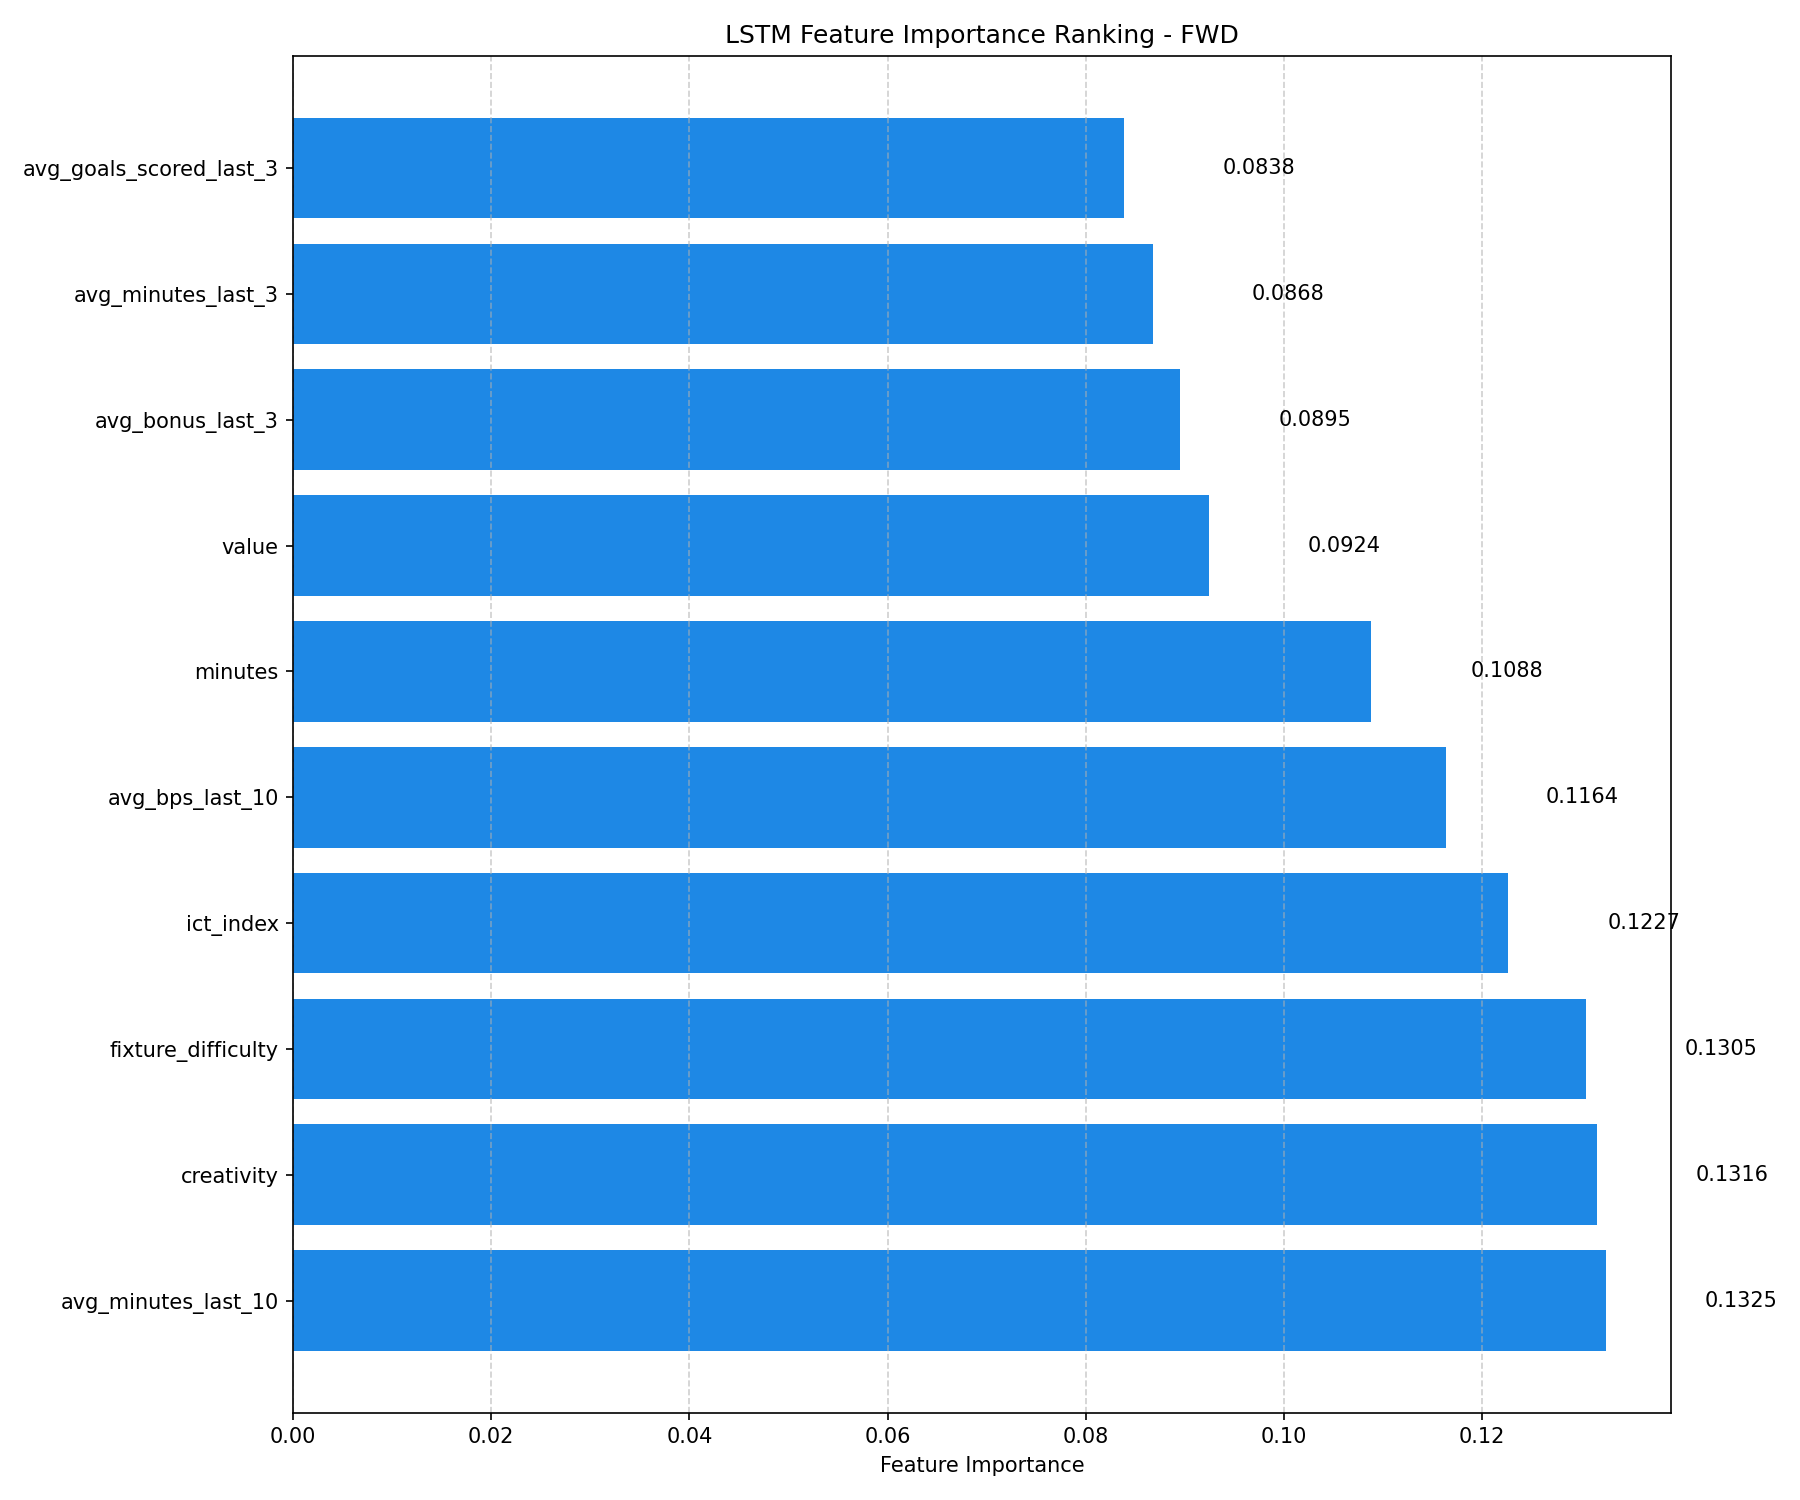 LSTM Feature Importance Ranking - FWD
avg_goals_scored_last_3 0.0838
avg_minutes_last_3 0.0868
avg_bonus_last_3 0.0895
value 0.0924
minutes 0.1088
avg_bps_last_10 0.1164
ict_index 0.1227
fixture_difficulty 0.1305
creativity 0.1316
avg_minutes_last_10 0.1325
0.00 0.02 0.04 0.06 0.08 0.10 0.12
Feature Importance